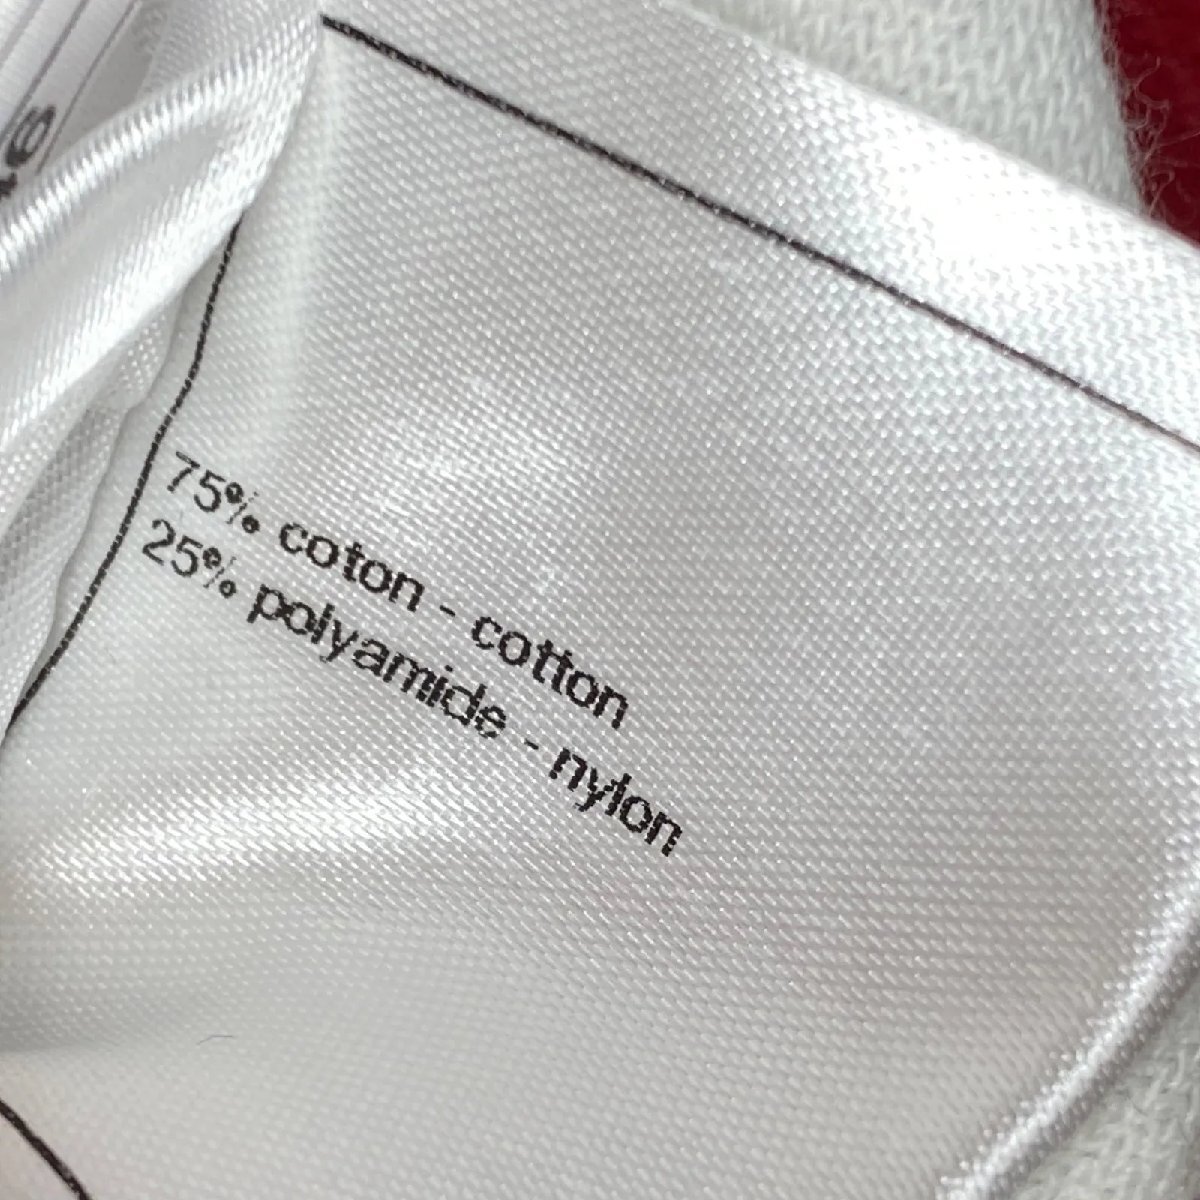 75% coton - cotton
25% polyamide - nylon